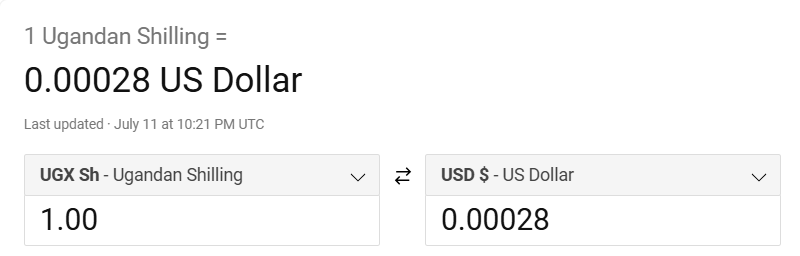 1 Ugandan Shilling =
0.00028 US Dollar
Last updated · July 11 at 10:21 PM UTC
UGX Sh - Ugandan Shilling
USD $ - US Dollar
1.00
0.00028